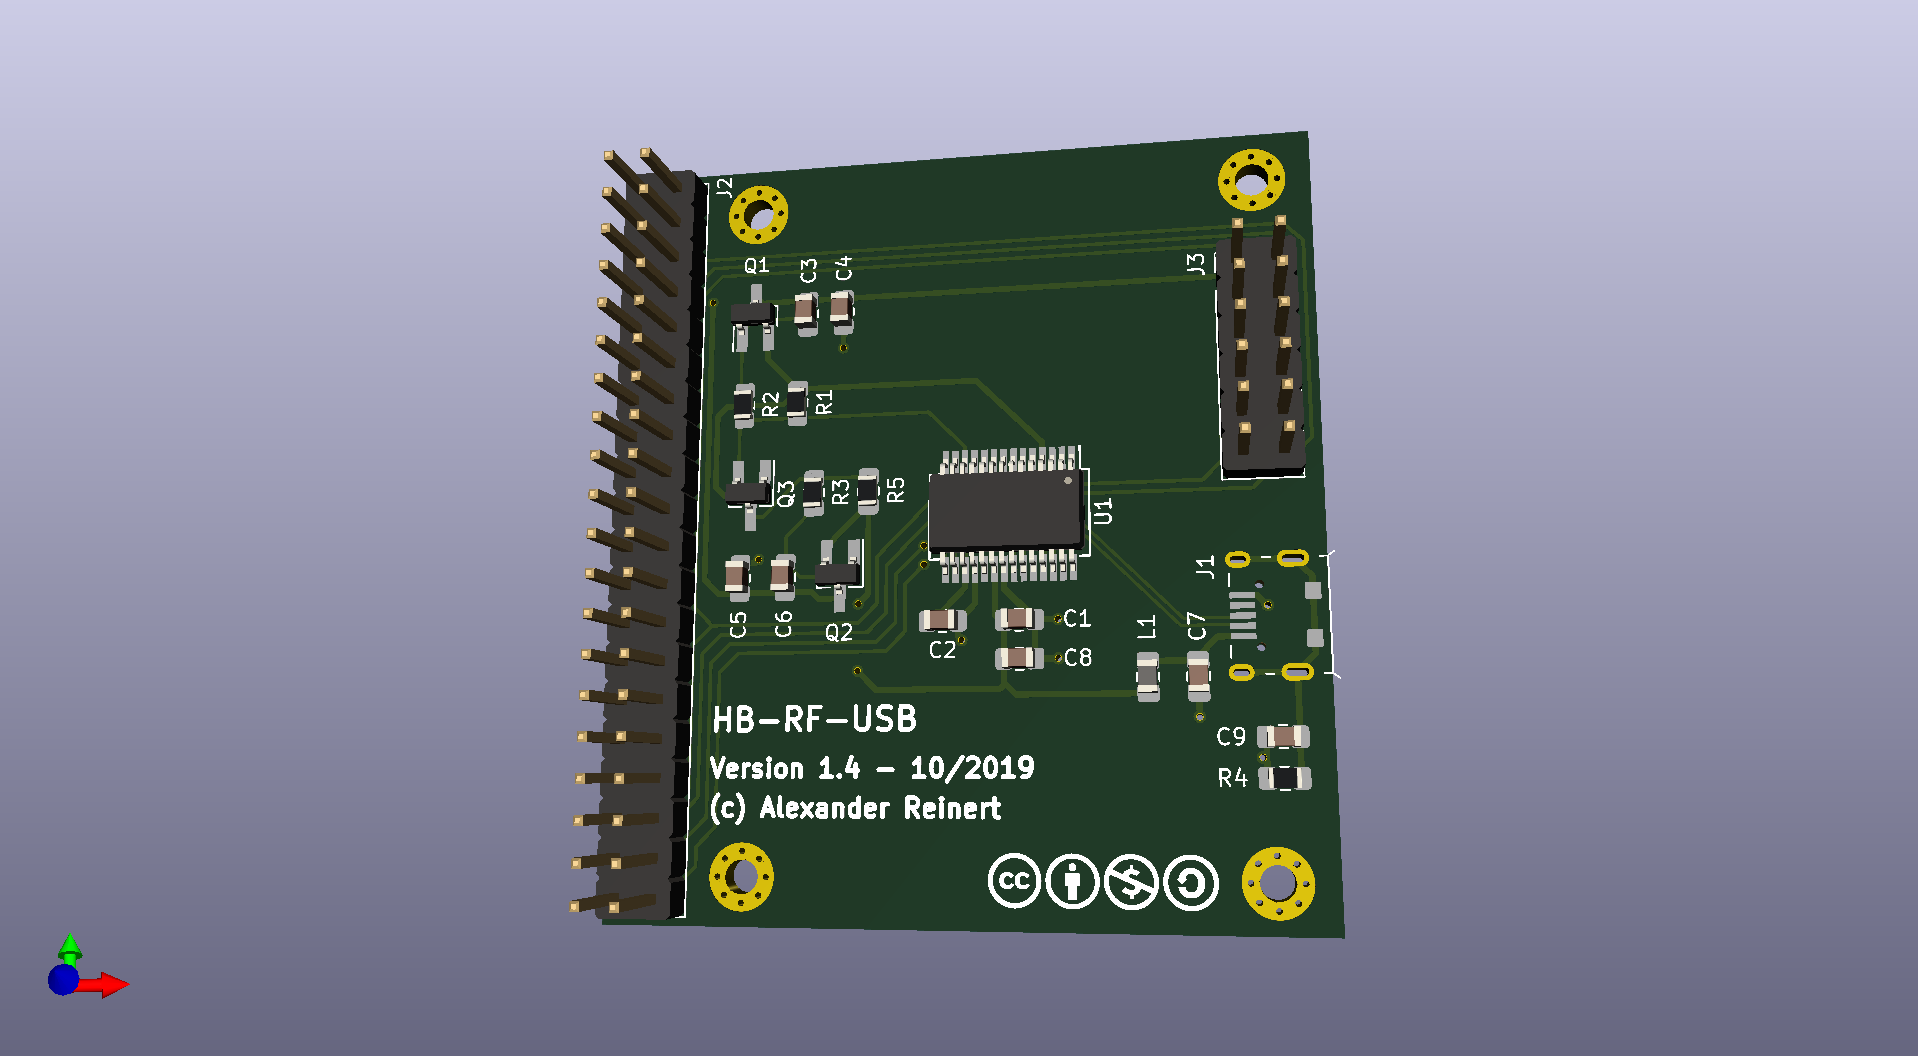 J2
Q1
C3
C4
J3
R2
R1
Q3
R3
R5
U1
J1
C5
C6
Q2
C2
C1
C8
L1
C7
HB-RF-USB
C9
Version 1.4 - 10/2019
R4
(c) Alexander Reinert
cc
$